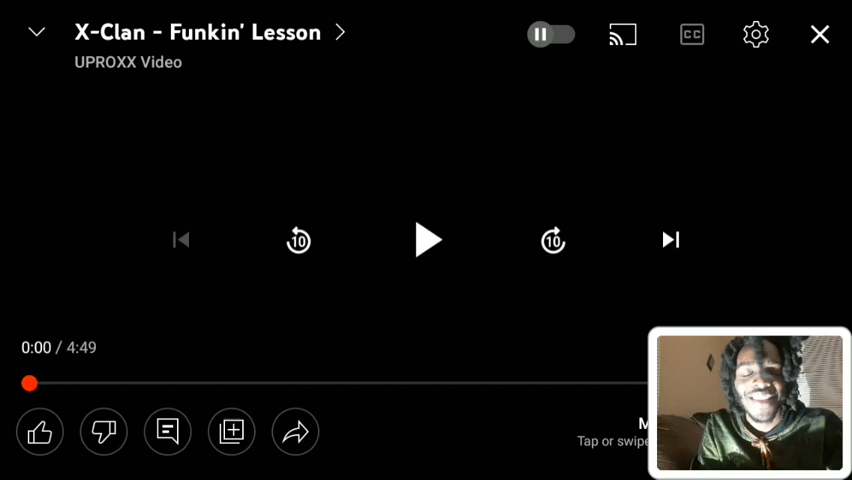 X-Clan - Funkin' Lesson
UPROXX Video
CC
10
10
0:00 / 4:49
M
Tap or swipe